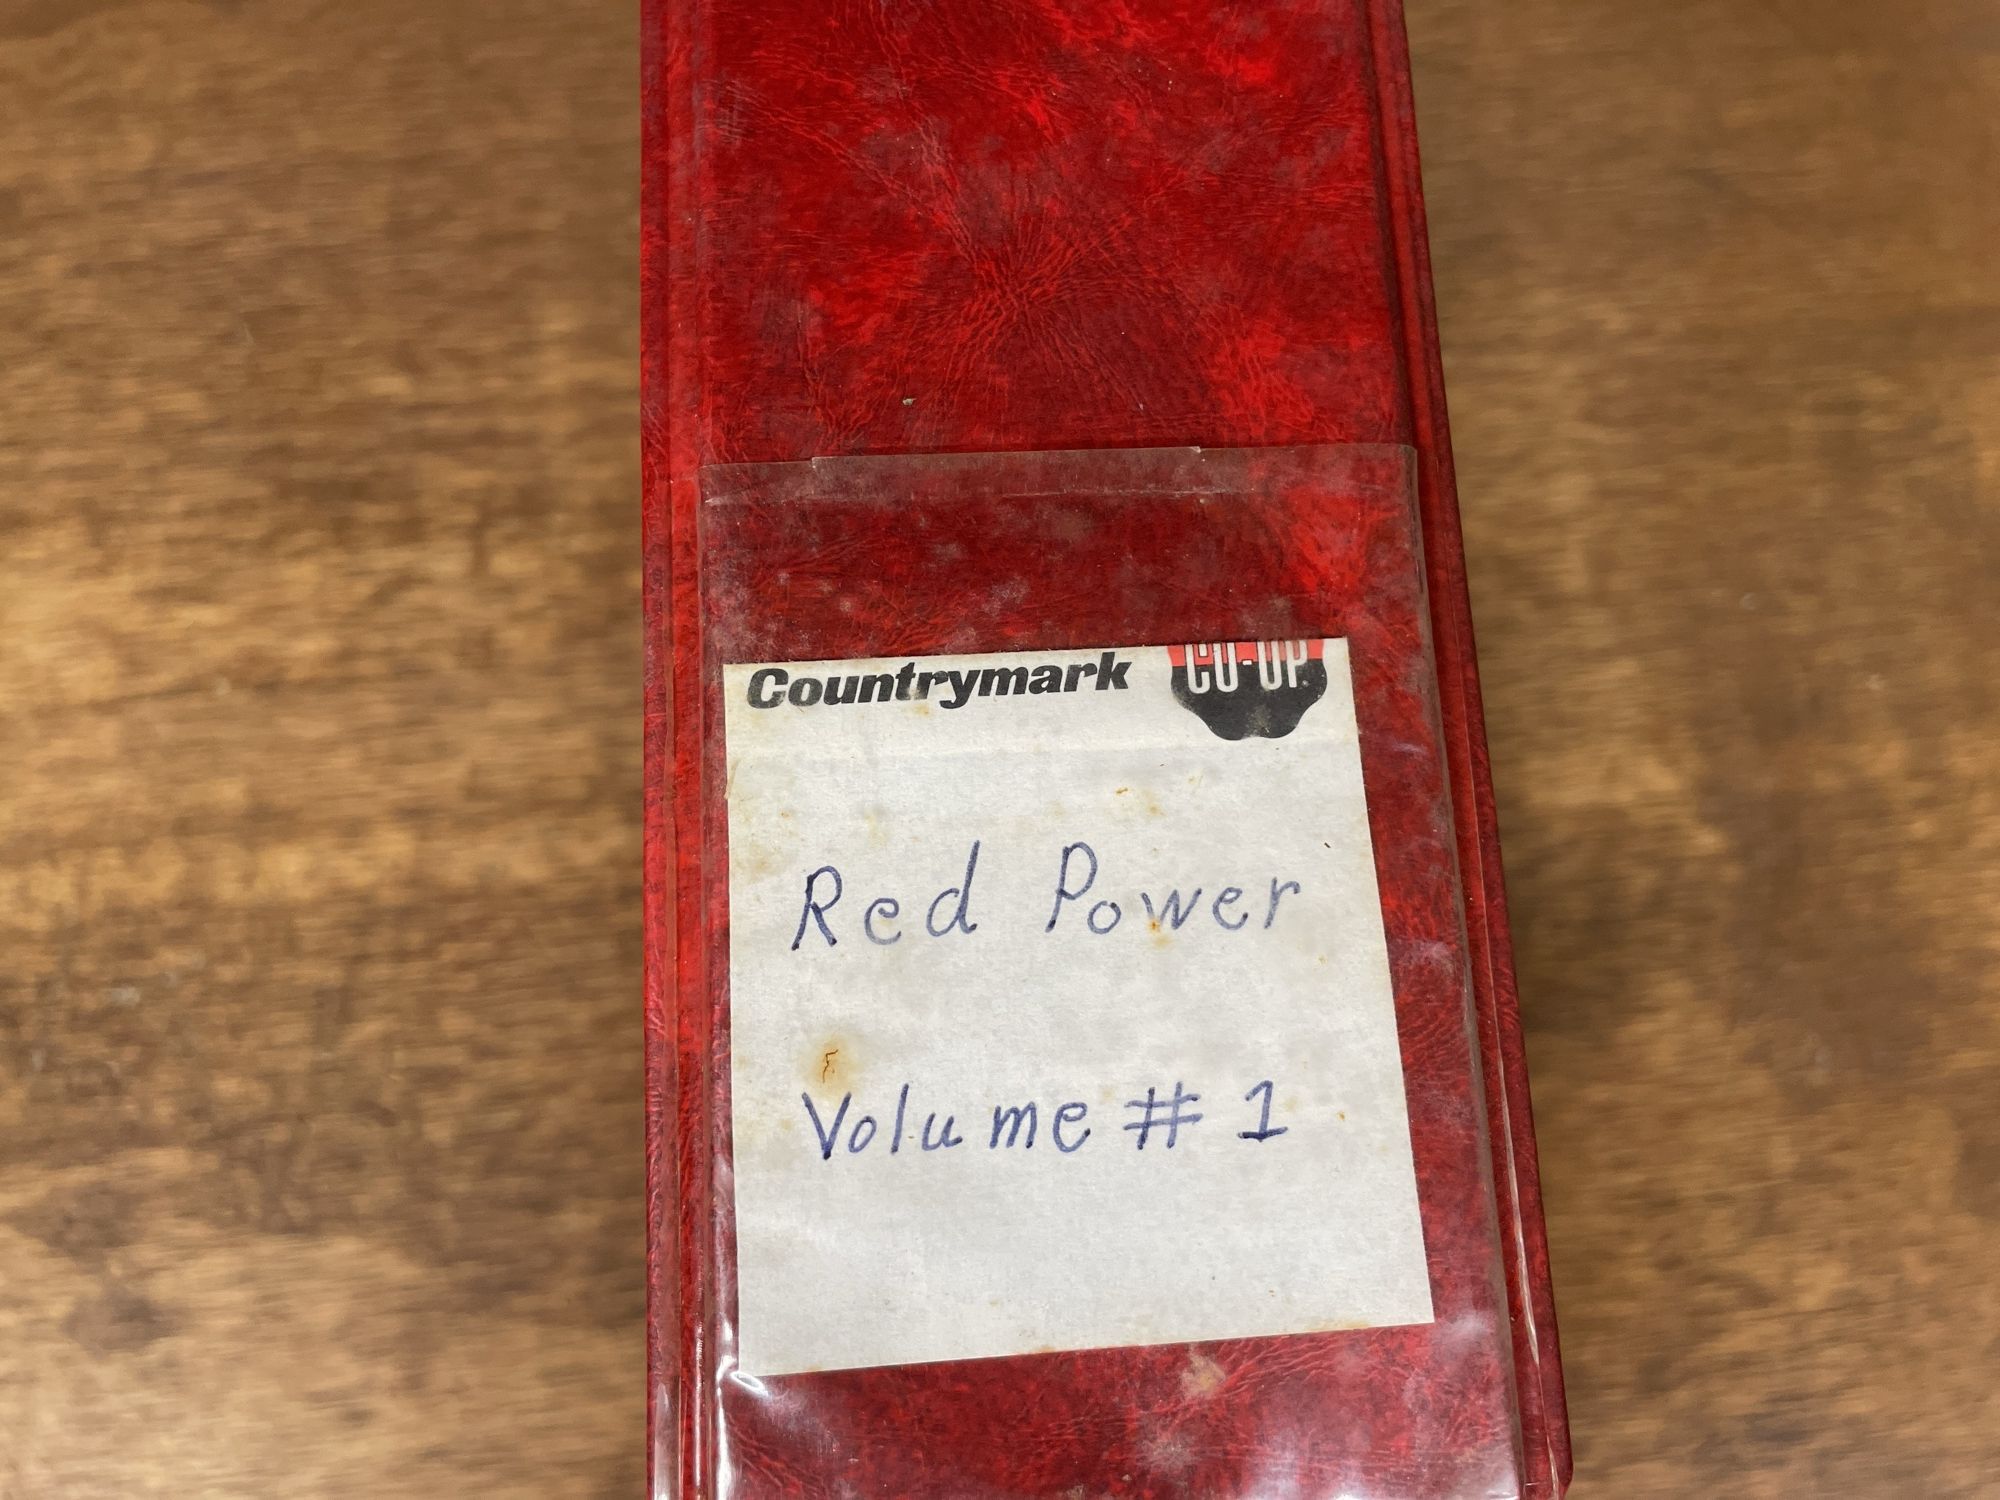 Countrymark CO-OP
Red Power
Volume # 1